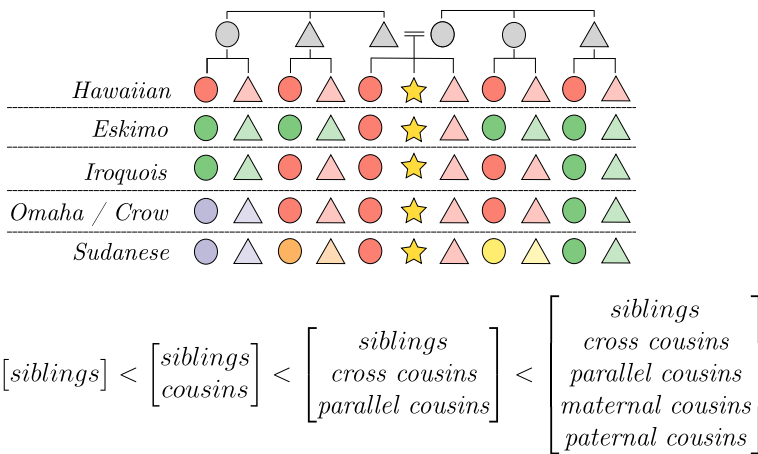 Hawaiian
Eskimo
Iroquois
Omaha / Crow
Sudanese
[siblings] < [siblings cousins] < [siblings cross cousins parallel cousins] < [siblings cross cousins parallel cousins maternal cousins paternal cousins]